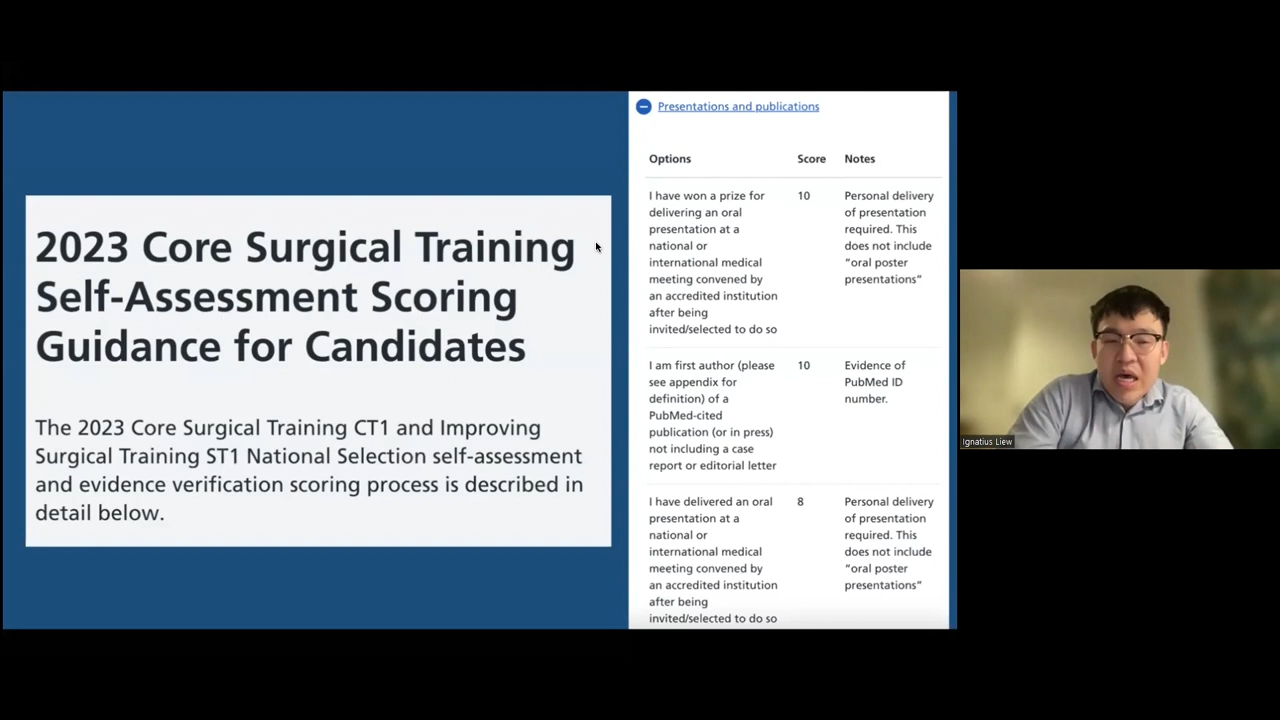 2023 Core Surgical Training
Self-Assessment Scoring
Guidance for Candidates
The 2023 Core Surgical Training CT1 and Improving
Surgical Training ST1 National Selection self-assessment
and evidence verification scoring process is described in
detail below.
Presentations and publications
Options Score Notes
I have won a prize for 10 Personal delivery
delivering an oral of presentation
presentation at a required. This
national or does not include
international medical “oral poster
meeting convened by presentations”
an accredited institution
after being
invited/selected to do so
I am first author (please 10 Evidence of
see appendix for PubMed ID
definition) of a number.
PubMed-cited
publication (or in press)
not including a case
report or editorial letter
I have delivered an oral 8 Personal delivery
presentation at a of presentation
national or required. This
international medical does not include
meeting convened by “oral poster
an accredited institution presentations”
after being
invited/selected to do so
Ignatius Liew